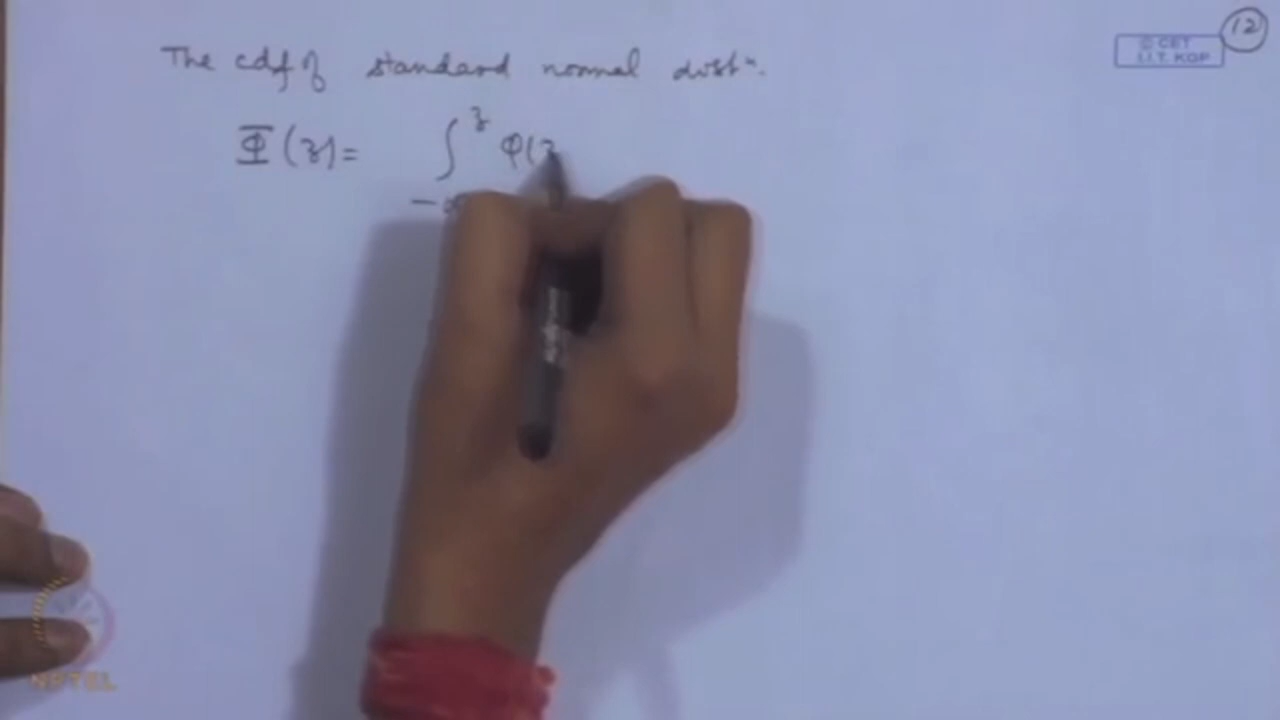 12
© CET
I.I.T. KGP
The cdf of standard normal distⁿ.
Φ(z) = ∫_{-∞}^{z} φ(z
NPTEL